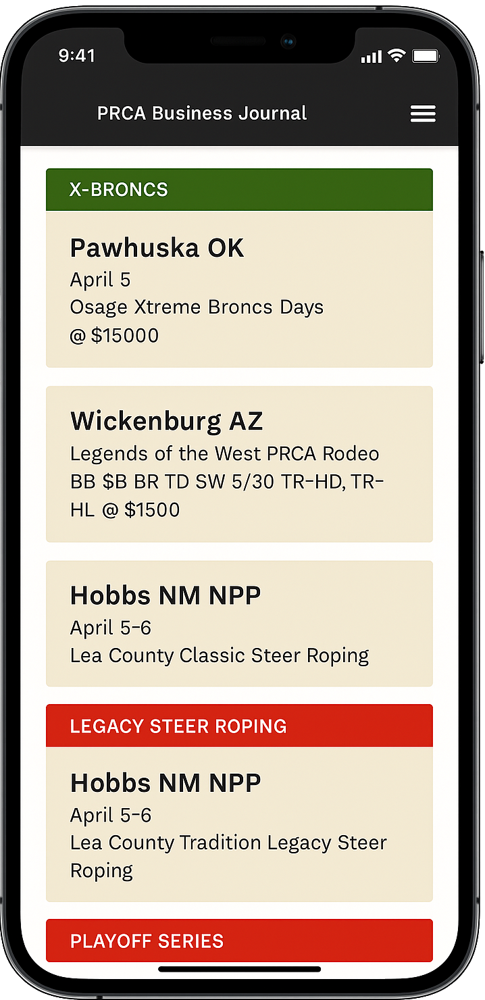 9:41
PRCA Business Journal
X-BRONCS
Pawhuska OK
April 5
Osage Xtreme Broncs Days
@ $15000
Wickenburg AZ
Legends of the West PRCA Rodeo
BB $B BR TD SW 5/30 TR-HD, TR-
HL @ $1500
Hobbs NM NPP
April 5-6
Lea County Classic Steer Roping
LEGACY STEER ROPING
Hobbs NM NPP
April 5-6
Lea County Tradition Legacy Steer
Roping
PLAYOFF SERIES